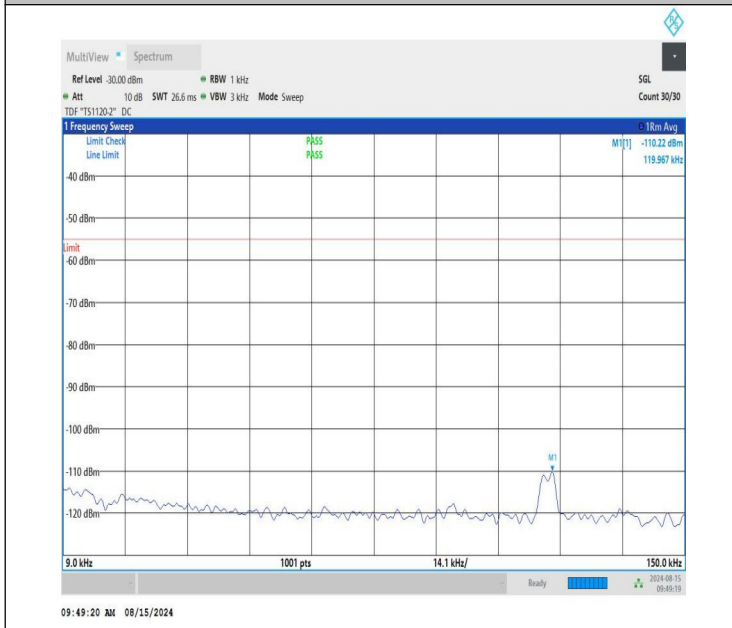 MultiView Spectrum
Ref Level -30.00 dBm RBW 1 kHz SGL
Att 10 dB SWT 26.6 ms VBW 3 kHz Mode Sweep Count 30/30
TDF "TS1120-2" DC
1 Frequency Sweep 1Rm Avg
Limit Check PASS M1[1] -110.22 dBm
Line Limit PASS 119.967 kHz
-40 dBm
-50 dBm
Limit
-60 dBm
-70 dBm
-80 dBm
-90 dBm
-100 dBm
M1
-110 dBm
-120 dBm
9.0 kHz 1001 pts 14.1 kHz/ 150.0 kHz
Ready 2024-08-15
09:49:19
09:49:20 AM 08/15/2024